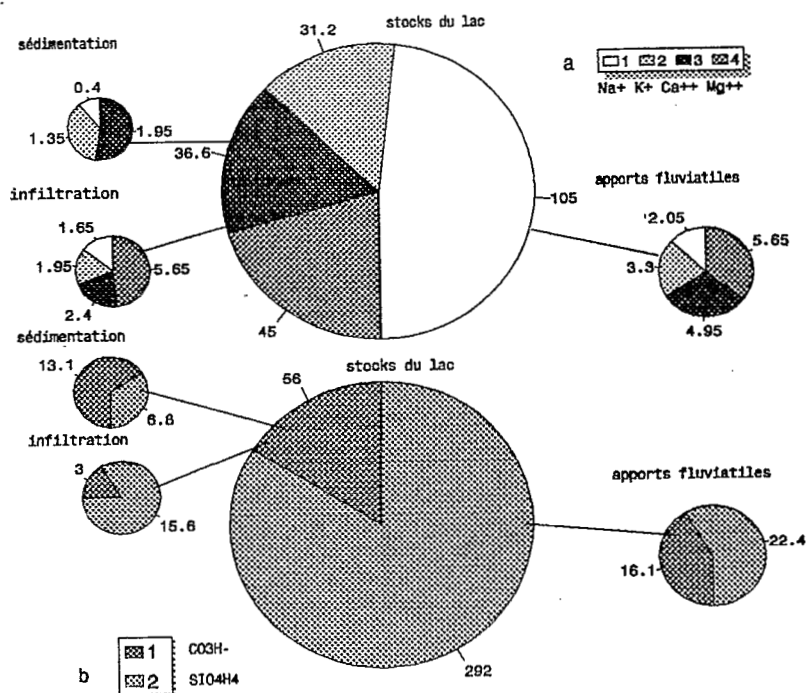 stocks du lac
sédimentation
31.2
a
1 2 3 4
Na+ K+ Ca++ Mg++
0.4
1.35
1.95
36.6
infiltration
apports fluviatiles
105
1.65
1.95
5.65
2.4
2.05
5.65
3.3
4.95
45
sédimentation
13.1
6.8
stocks du lac
56
infiltration
3
15.6
apports fluviatiles
22.4
16.1
292
b
1 CO3H-
2 SIO4H4